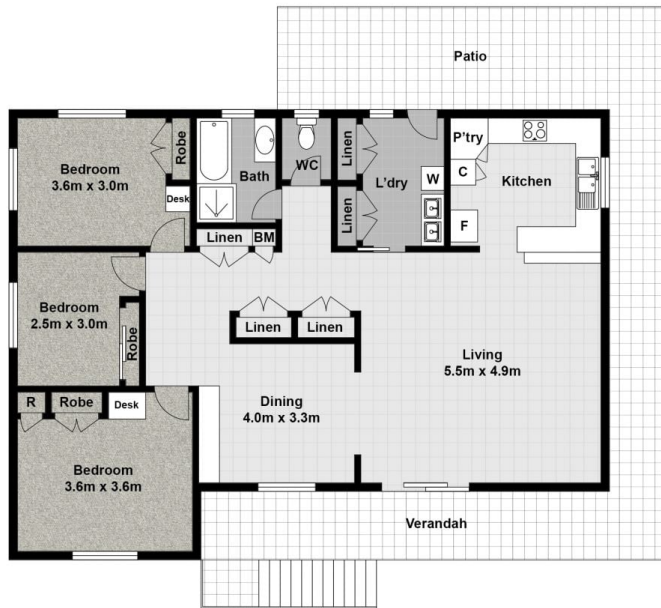 Patio
Bedroom
3.6m x 3.0m
Robe
Desk
Bath
WC
Linen
Linen
L'dry
W
P'try
C
F
Kitchen
Linen
BM
Bedroom
2.5m x 3.0m
Robe
Linen
Linen
Living
5.5m x 4.9m
Dining
4.0m x 3.3m
R
Robe
Desk
Bedroom
3.6m x 3.6m
Verandah